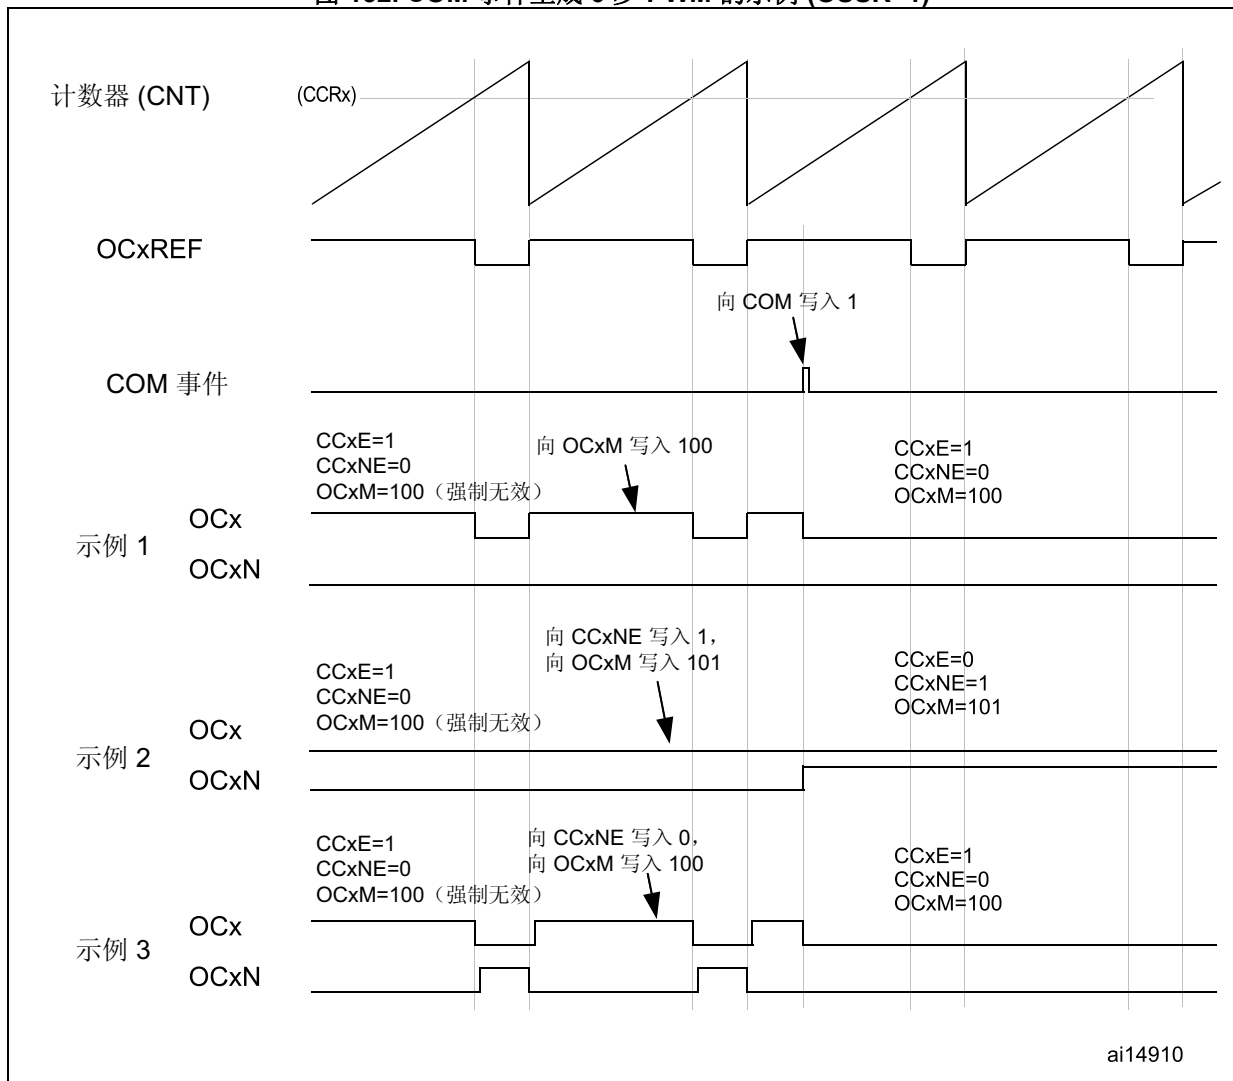 计数器 (CNT)
(CCRx)
OCxREF
向 COM 写入 1
COM 事件
CCxE=1
CCxNE=0
OCxM=100（强制无效）
向 OCxM 写入 100
CCxE=1
CCxNE=0
OCxM=100
示例 1
OCx
OCxN
向 CCxNE 写入 1，
向 OCxM 写入 101
CCxE=1
CCxNE=0
OCxM=100（强制无效）
CCxE=0
CCxNE=1
OCxM=101
示例 2
OCx
OCxN
CCxE=1
CCxNE=0
OCxM=100（强制无效）
向 CCxNE 写入 0，
向 OCxM 写入 100
CCxE=1
CCxNE=0
OCxM=100
示例 3
OCx
OCxN
ai14910